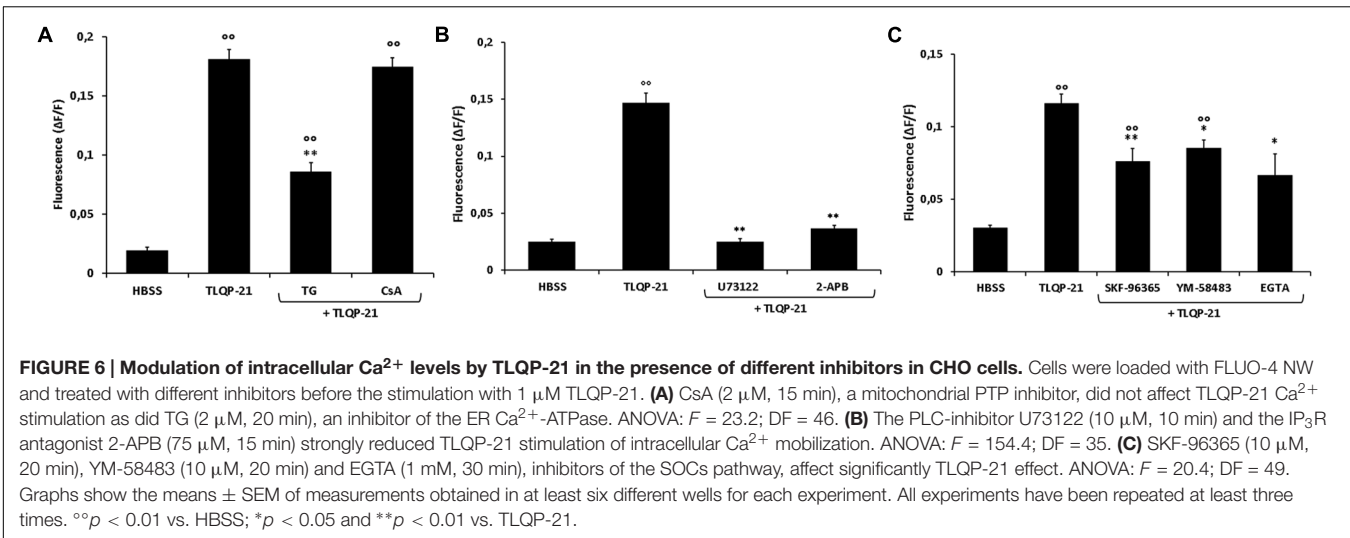 A
Fluorescence (ΔF/F)
0,2
0,15
0,1
0,05
0
°°
°°
**
°°
HBSS
TLQP-21
TG
CsA
+ TLQP-21
B
Fluorescence (ΔF/F)
0,2
0,15
0,1
0,05
0
°°
**
**
HBSS
TLQP-21
U73122
2-APB
+ TLQP-21
C
Fluorescence (ΔF/F)
0,15
0,1
0,05
0
°°
°°
**
°°
*
*
HBSS
TLQP-21
SKF-96365
YM-58483
EGTA
+ TLQP-21
FIGURE 6 | Modulation of intracellular Ca²⁺ levels by TLQP-21 in the presence of different inhibitors in CHO cells. Cells were loaded with FLUO-4 NW
and treated with different inhibitors before the stimulation with 1 μM TLQP-21. (A) CsA (2 μM, 15 min), a mitochondrial PTP inhibitor, did not affect TLQP-21 Ca²⁺
stimulation as did TG (2 μM, 20 min), an inhibitor of the ER Ca²⁺-ATPase. ANOVA: F = 23.2; DF = 46. (B) The PLC-inhibitor U73122 (10 μM, 10 min) and the IP₃R
antagonist 2-APB (75 μM, 15 min) strongly reduced TLQP-21 stimulation of intracellular Ca²⁺ mobilization. ANOVA: F = 154.4; DF = 35. (C) SKF-96365 (10 μM,
20 min), YM-58483 (10 μM, 20 min) and EGTA (1 mM, 30 min), inhibitors of the SOCs pathway, affect significantly TLQP-21 effect. ANOVA: F = 20.4; DF = 49.
Graphs show the means ± SEM of measurements obtained in at least six different wells for each experiment. All experiments have been repeated at least three
times. °°p < 0.01 vs. HBSS; *p < 0.05 and **p < 0.01 vs. TLQP-21.